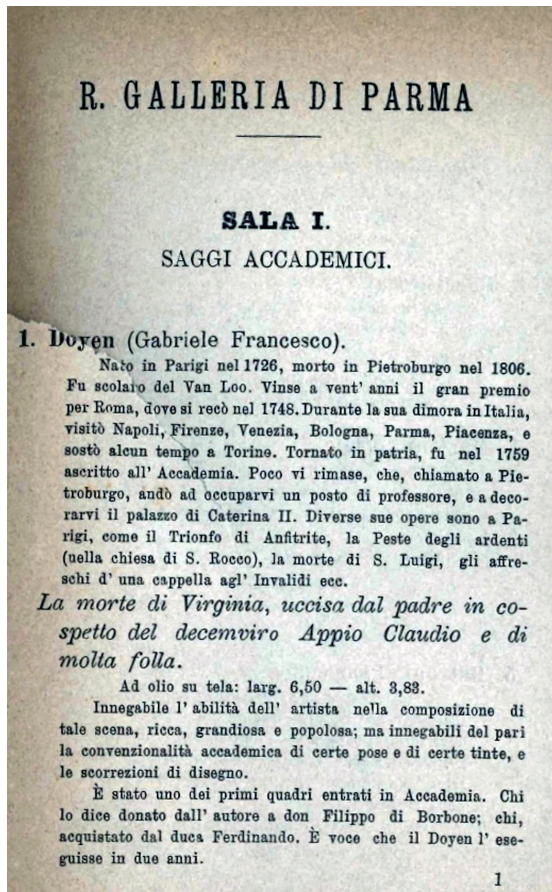 R. GALLERIA DI PARMA
SALA I.
SAGGI ACCADEMICI.
1. Doyen (Gabriele Francesco).
Nato in Parigi nel 1726, morto in Pietroburgo nel 1806.
Fu scolaro del Van Loo. Vinse a vent' anni il gran premio
per Roma, dove si recò nel 1748. Durante la sua dimora in Italia,
visitò Napoli, Firenze, Venezia, Bologna, Parma, Piacenza, e
sostò alcun tempo a Torino. Tornato in patria, fu nel 1759
ascritto all' Accademia. Poco vi rimase, che, chiamato a Pie-
troburgo, andò ad occuparvi un posto di professore, e a deco-
rarvi il palazzo di Caterina II. Diverse sue opere sono a Pa-
rigi, come il Trionfo di Anfitrite, la Peste degli ardenti
(nella chiesa di S. Rocco), la morte di S. Luigi, gli affre-
schi d' una cappella agl' Invalidi ecc.
La morte di Virginia, uccisa dal padre in co-
spetto del decemviro Appio Claudio e di
molta folla.
Ad olio su tela: larg. 6,50 — alt. 3,83.
Innegabile l' abilità dell' artista nella composizione di
tale scena, ricca, grandiosa e popolosa; ma innegabili del pari
la convenzionalità accademica di certe pose e di certe tinte, e
le scorrezioni di disegno.
È stato uno dei primi quadri entrati in Accademia. Chi
lo dice donato dall' autore a don Filippo di Borbone; chi,
acquistato dal duca Ferdinando. È voce che il Doyen l' ese-
guisse in due anni.
1